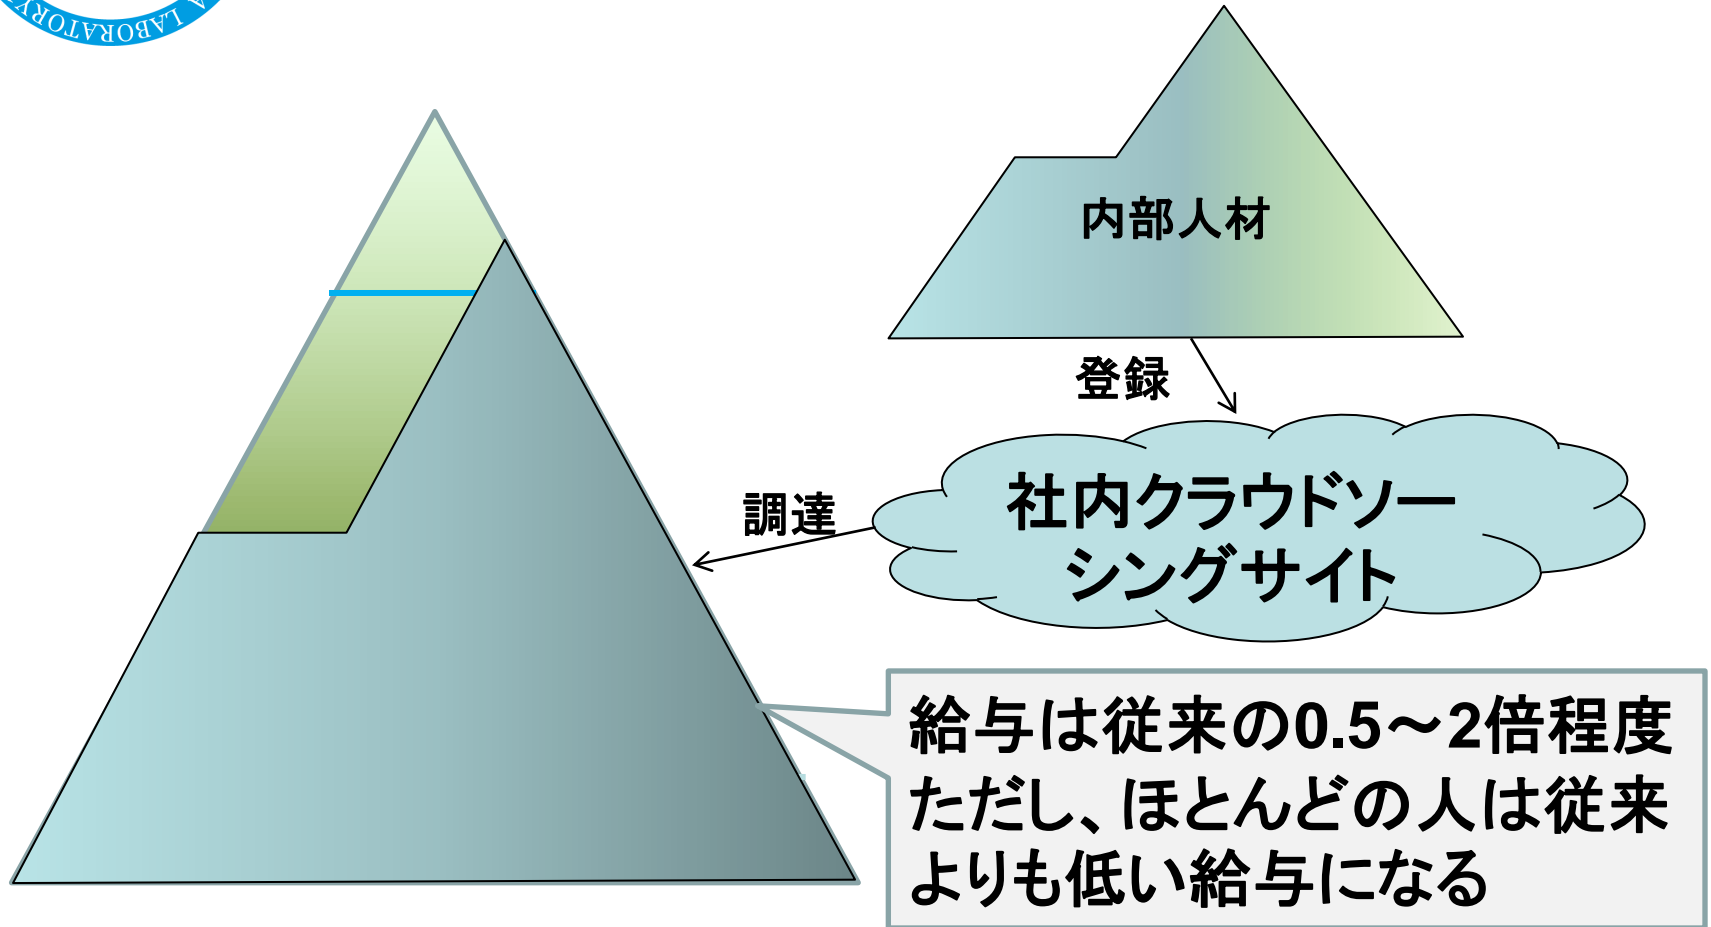 A LABORATORY
内部人材
登録
社内クラウドソー
シングサイト
調達
給与は従来の0.5～2倍程度
ただし、ほとんどの人は従来
よりも低い給与になる